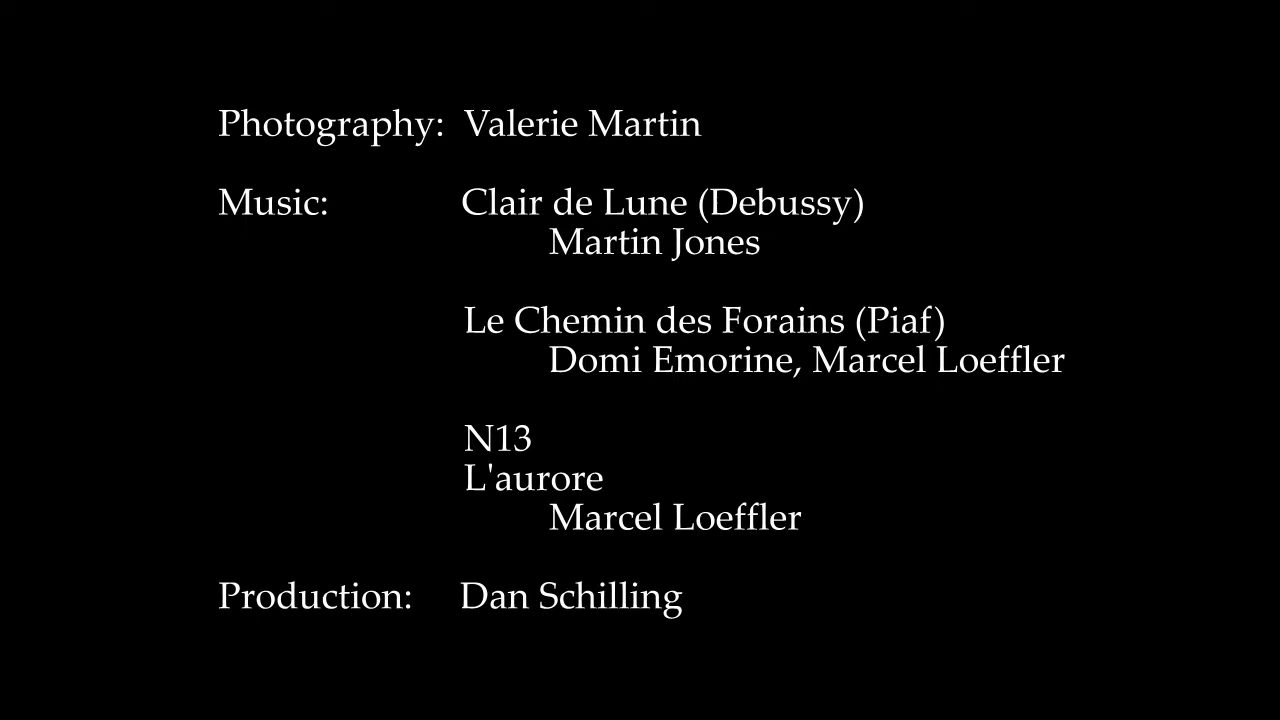 Photography: Valerie Martin
Music: Clair de Lune (Debussy)
Martin Jones
Le Chemin des Forains (Piaf)
Domi Emorine, Marcel Loeffler
N13
L'aurore
Marcel Loeffler
Production: Dan Schilling